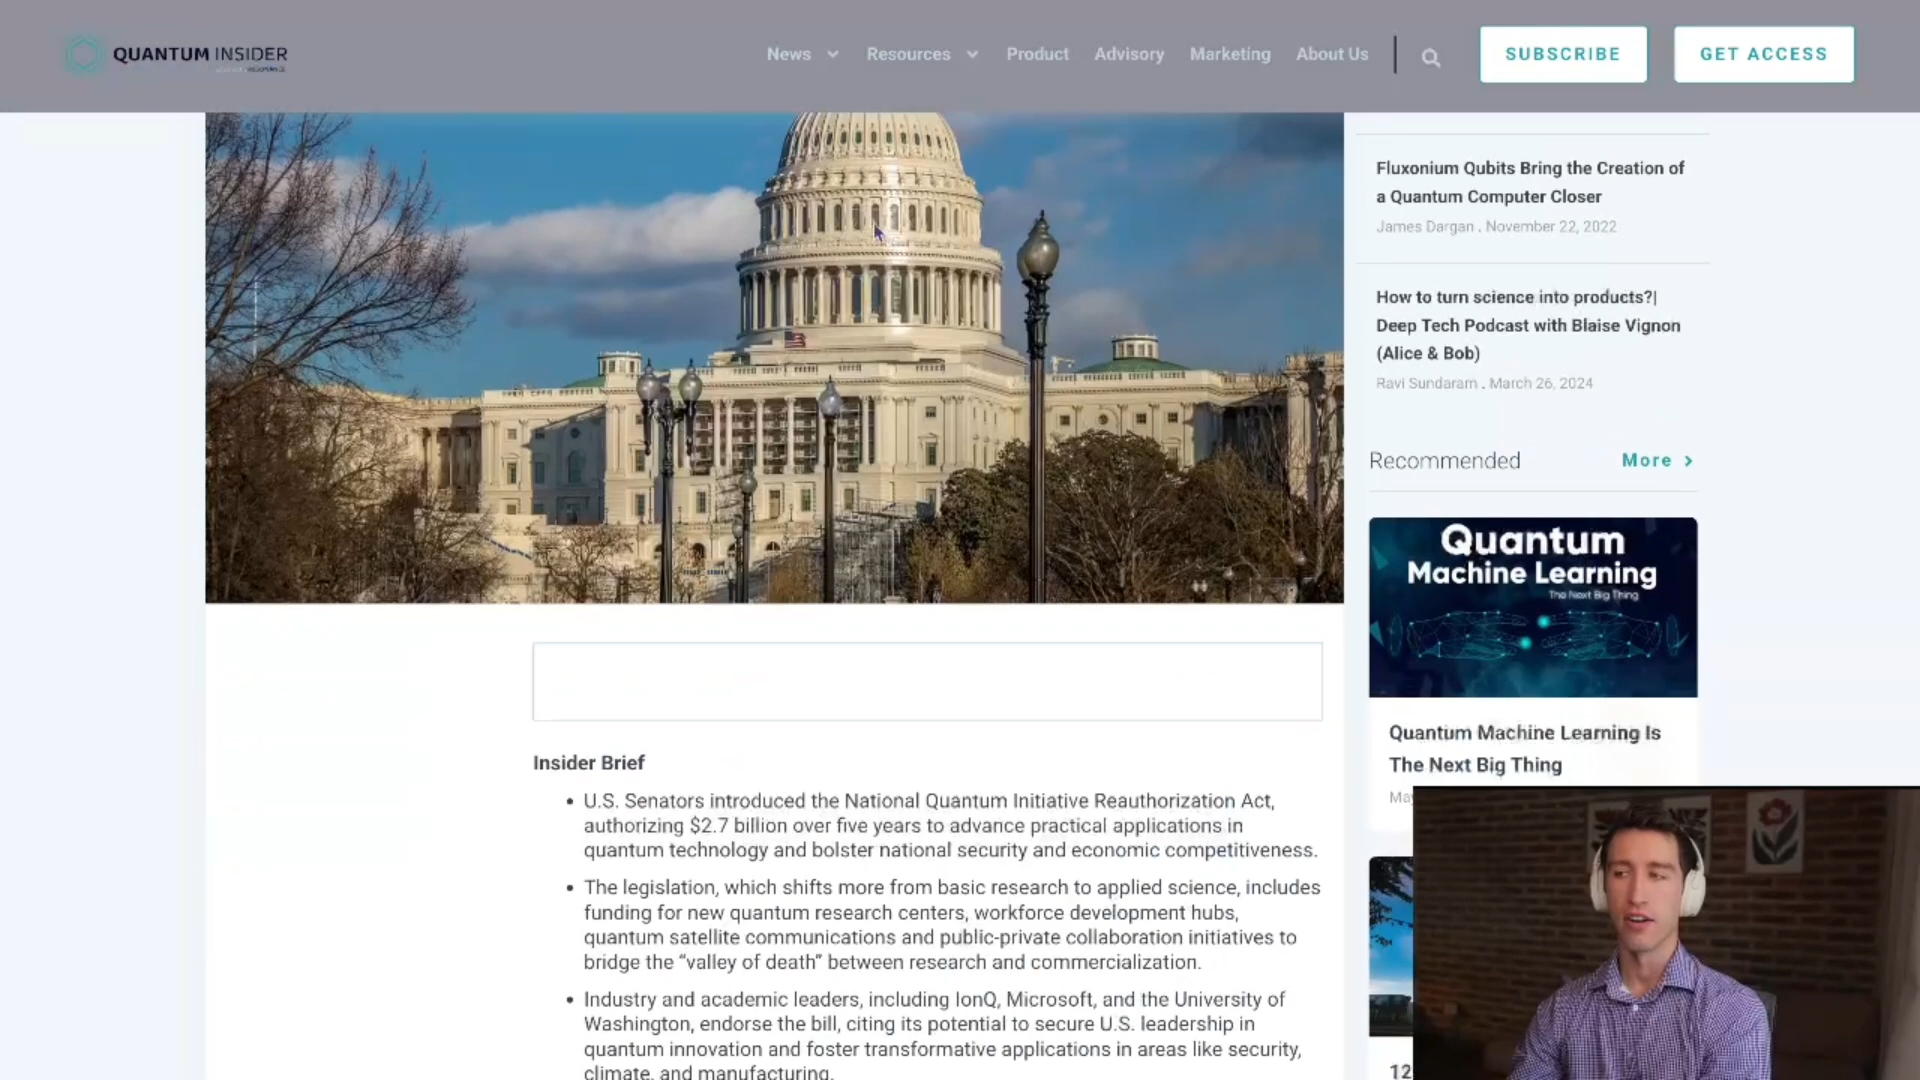 QUANTUM INSIDER
News
Resources
Product
Advisory
Marketing
About Us
SUBSCRIBE
GET ACCESS
Fluxonium Qubits Bring the Creation of
a Quantum Computer Closer
James Dargan . November 22, 2022
How to turn science into products?|
Deep Tech Podcast with Blaise Vignon
(Alice & Bob)
Ravi Sundaram . March 26, 2024
Recommended
More
Quantum
Machine Learning
The Next Big Thing
Quantum Machine Learning Is
The Next Big Thing
Insider Brief
• U.S. Senators introduced the National Quantum Initiative Reauthorization Act,
authorizing $2.7 billion over five years to advance practical applications in
quantum technology and bolster national security and economic competitiveness.
• The legislation, which shifts more from basic research to applied science, includes
funding for new quantum research centers, workforce development hubs,
quantum satellite communications and public-private collaboration initiatives to
bridge the “valley of death” between research and commercialization.
• Industry and academic leaders, including IonQ, Microsoft, and the University of
Washington, endorse the bill, citing its potential to secure U.S. leadership in
quantum innovation and foster transformative applications in areas like security,
climate, and manufacturing.
12